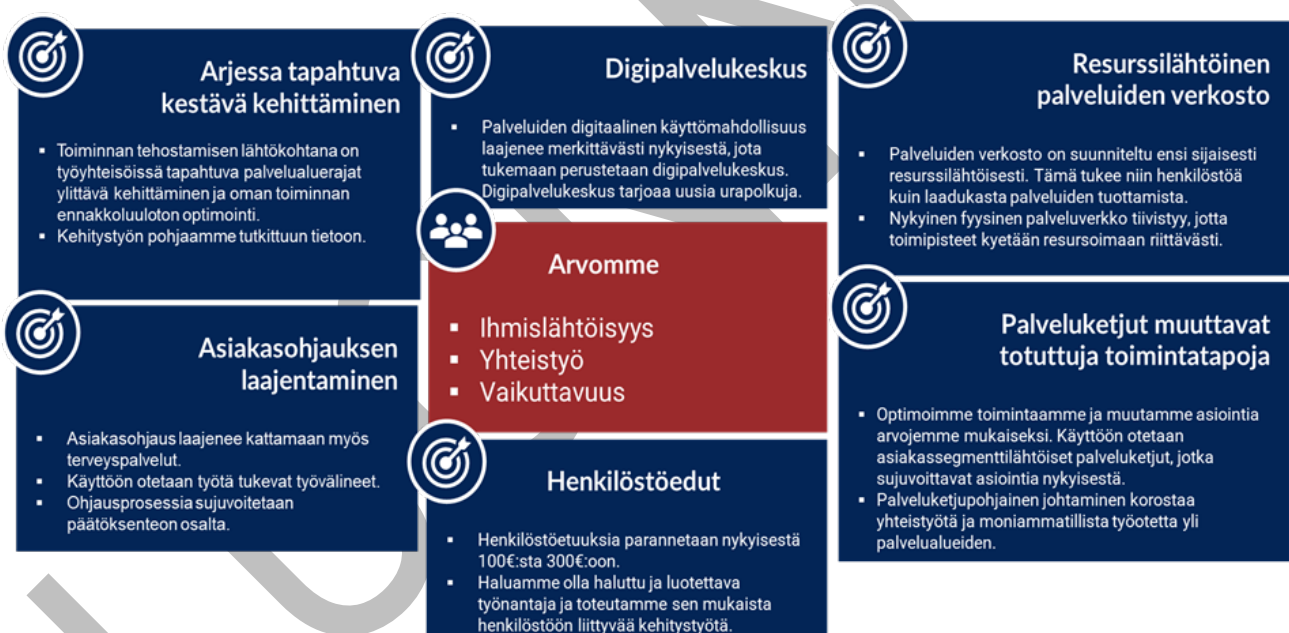 Arjessa tapahtuva
kestävä kehittäminen
▪ Toiminnan tehostamisen lähtökohtana on
työyhteisöissä tapahtuva palvelualuerajat
ylittävä kehittäminen ja oman toiminnan
ennakkoluuloton optimointi.
▪ Kehitystyön pohjaamme tutkittuun tietoon.
Digipalvelukeskus
▪ Palveluiden digitaalinen käyttömahdollisuus
laajenee merkittävästi nykyisestä, jota
tukemaan perustetaan digipalvelukeskus.
Digipalvelukeskus tarjoaa uusia urapolkuja.
Resurssilähtöinen
palveluiden verkosto
▪ Palveluiden verkosto on suunniteltu ensi sijaisesti
resurssilähtöisesti. Tämä tukee niin henkilöstöä
kuin laadukasta palveluiden tuottamista.
▪ Nykyinen fyysinen palveluverkko tiivistyy, jotta
toimipisteet kyetään resursoimaan riittävästi.
Arvomme
▪ Ihmislähtöisyys
▪ Yhteistyö
▪ Vaikuttavuus
Asiakasohjauksen
laajentaminen
▪ Asiakasohjaus laajenee kattamaan myös
terveyspalvelut.
▪ Käyttöön otetaan työtä tukevat työvälineet.
▪ Ohjausprosessia sujuvoitetaan
päätöksenteon osalta.
Henkilöstöedut
▪ Henkilöstöetuuksia parannetaan nykyisestä
100€:sta 300€:oon.
▪ Haluamme olla haluttu ja luotettava
työnantaja ja toteutamme sen mukaista
henkilöstöön liittyvää kehitystyötä.
Palveluketjut muuttavat
totuttuja toimintatapoja
▪ Optimoimme toimintaamme ja muutamme asiointia
arvojemme mukaiseksi. Käyttöön otetaan
asiakassegmenttilähtöiset palveluketjut, jotka
sujuvoittavat asiointia nykyisestä.
▪ Palveluketjupohjainen johtaminen korostaa
yhteistyötä ja moniammatillista työotetta yli
palvelualueiden.